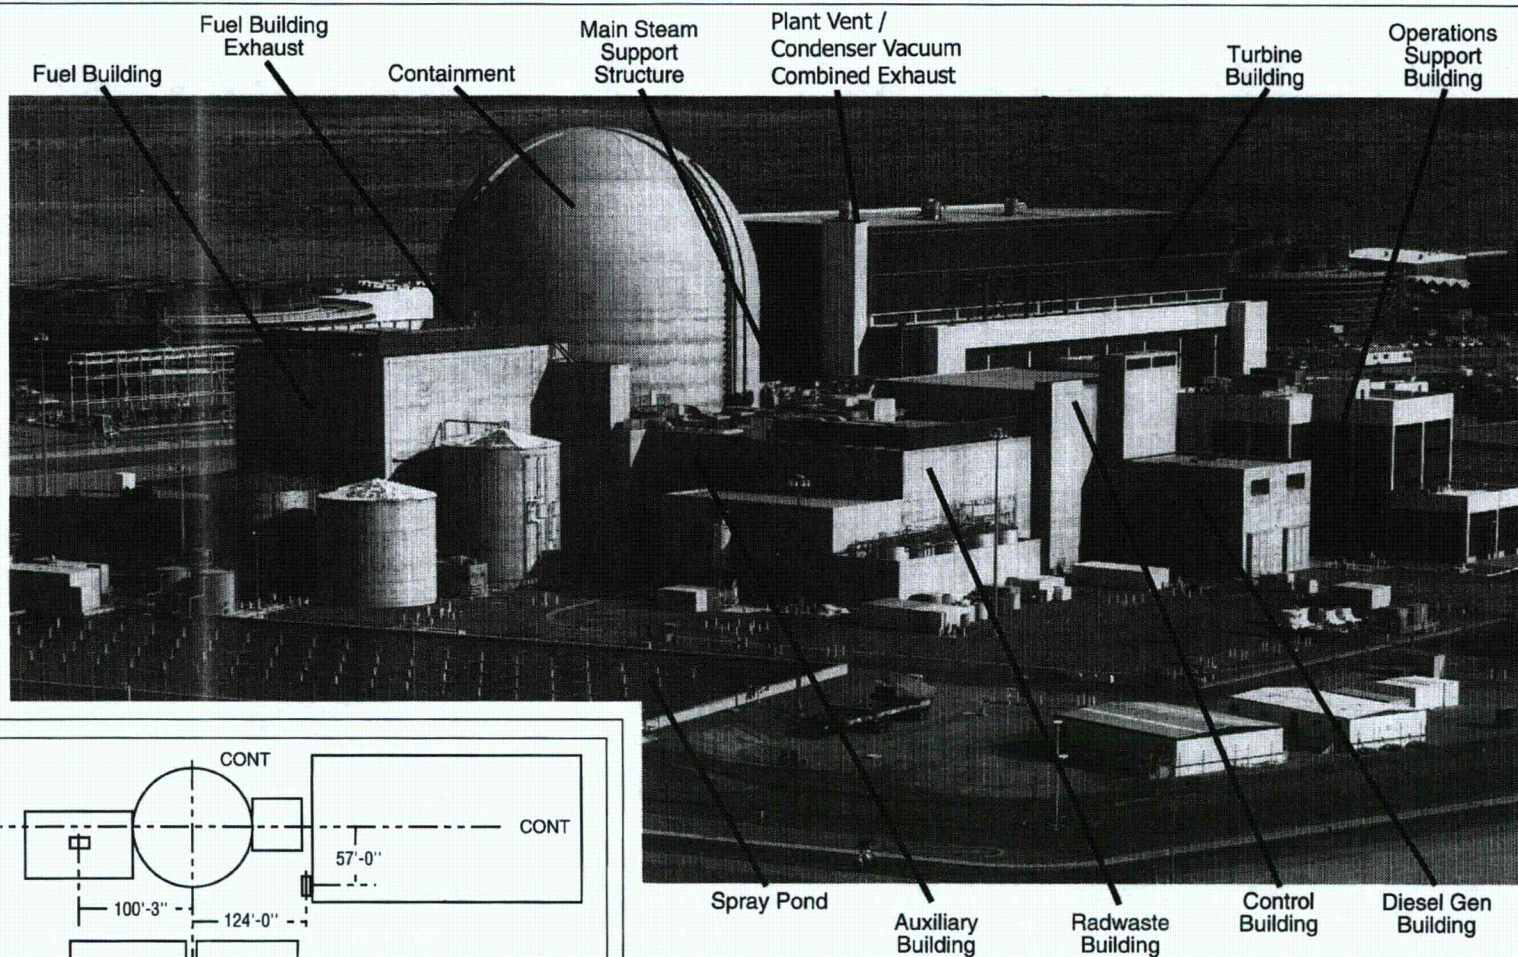 Fuel Building
Fuel Building
Exhaust
Containment
Main Steam
Support
Structure
Plant Vent /
Condenser Vacuum
Combined Exhaust
Turbine
Building
Operations
Support
Building
CONT
CONT
57'-0"
100'-3"
124'-0"
Spray Pond
Auxiliary
Building
Radwaste
Building
Control
Building
Diesel Gen
Building